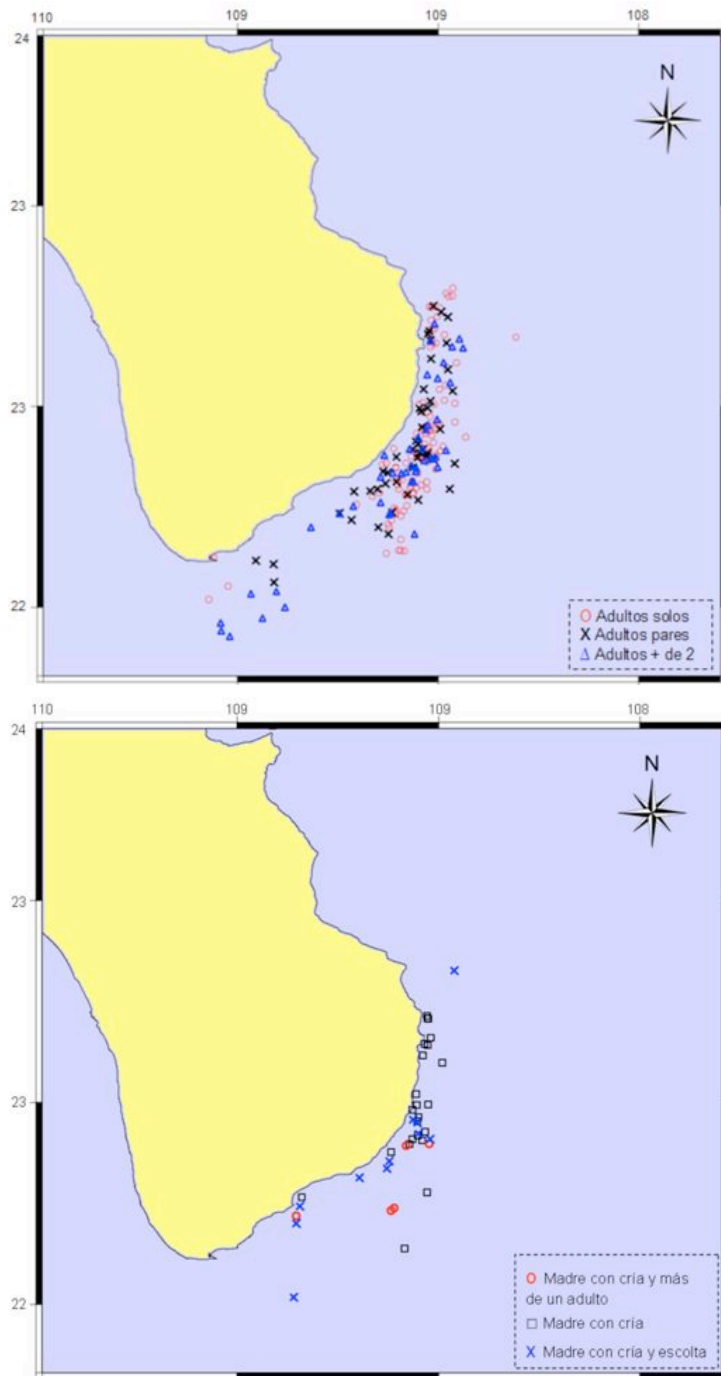 110 109 109 108
24
N
23
23
22
O Adultos solos
X Adultos pares
Δ Adultos + de 2
110 109 109 108
24
N
23
23
22
O Madre con cría y más
de un adulto
□ Madre con cría
X Madre con cría y escolta